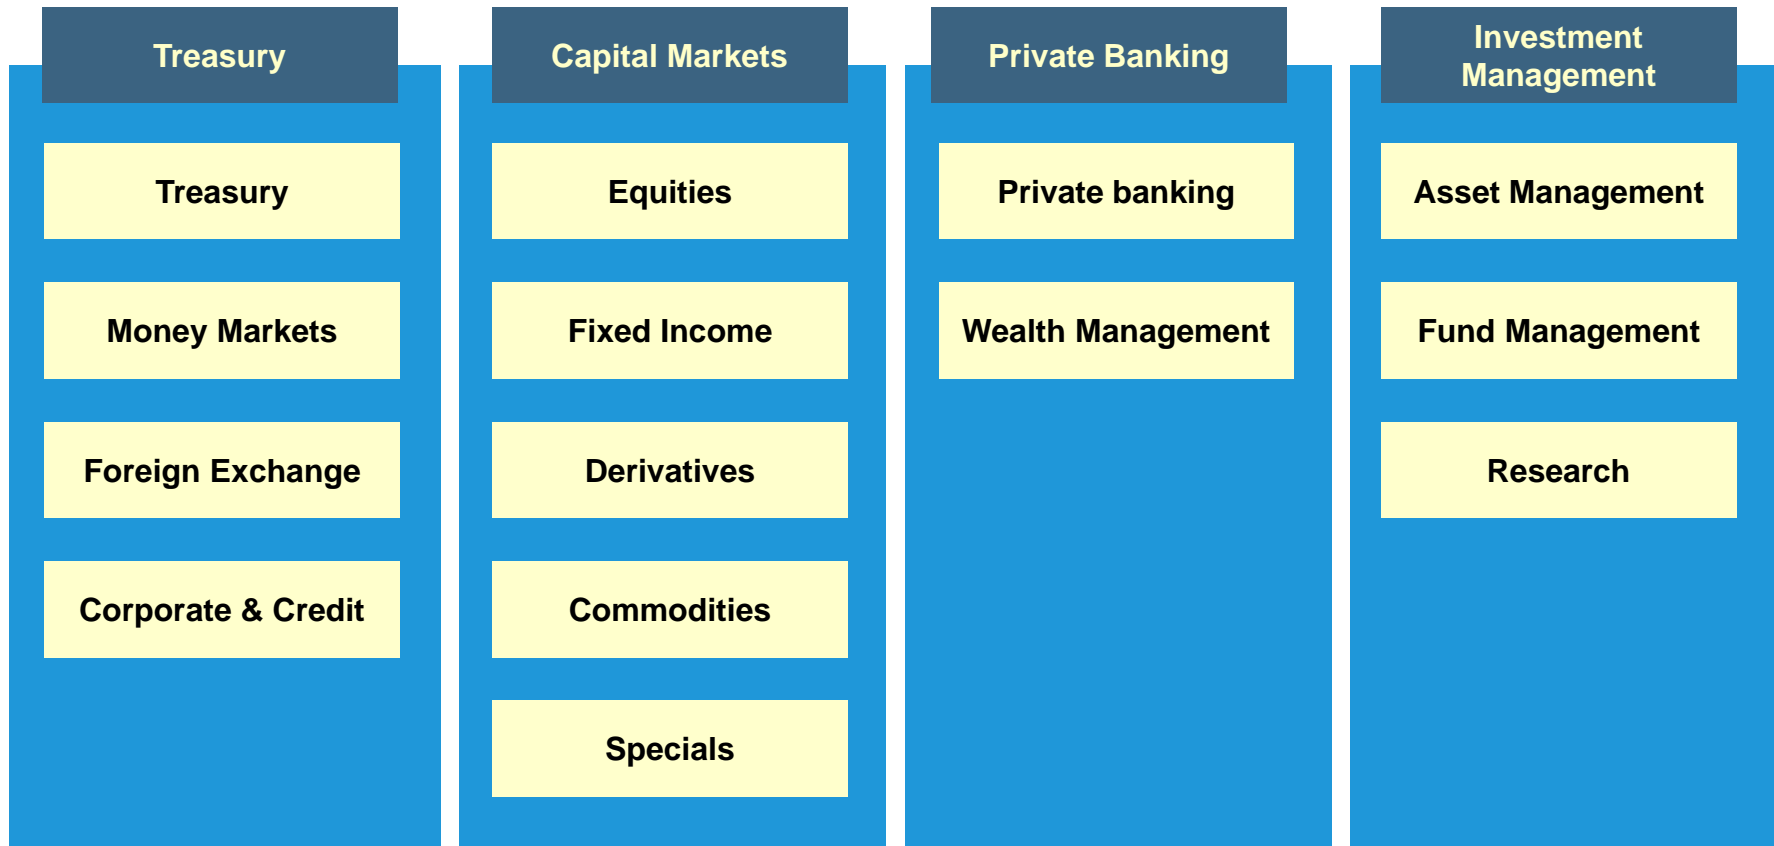 Treasury
Treasury
Money Markets
Foreign Exchange
Corporate & Credit
Capital Markets
Equities
Fixed Income
Derivatives
Commodities
Specials
Private Banking
Private banking
Wealth Management
Investment
Management
Asset Management
Fund Management
Research